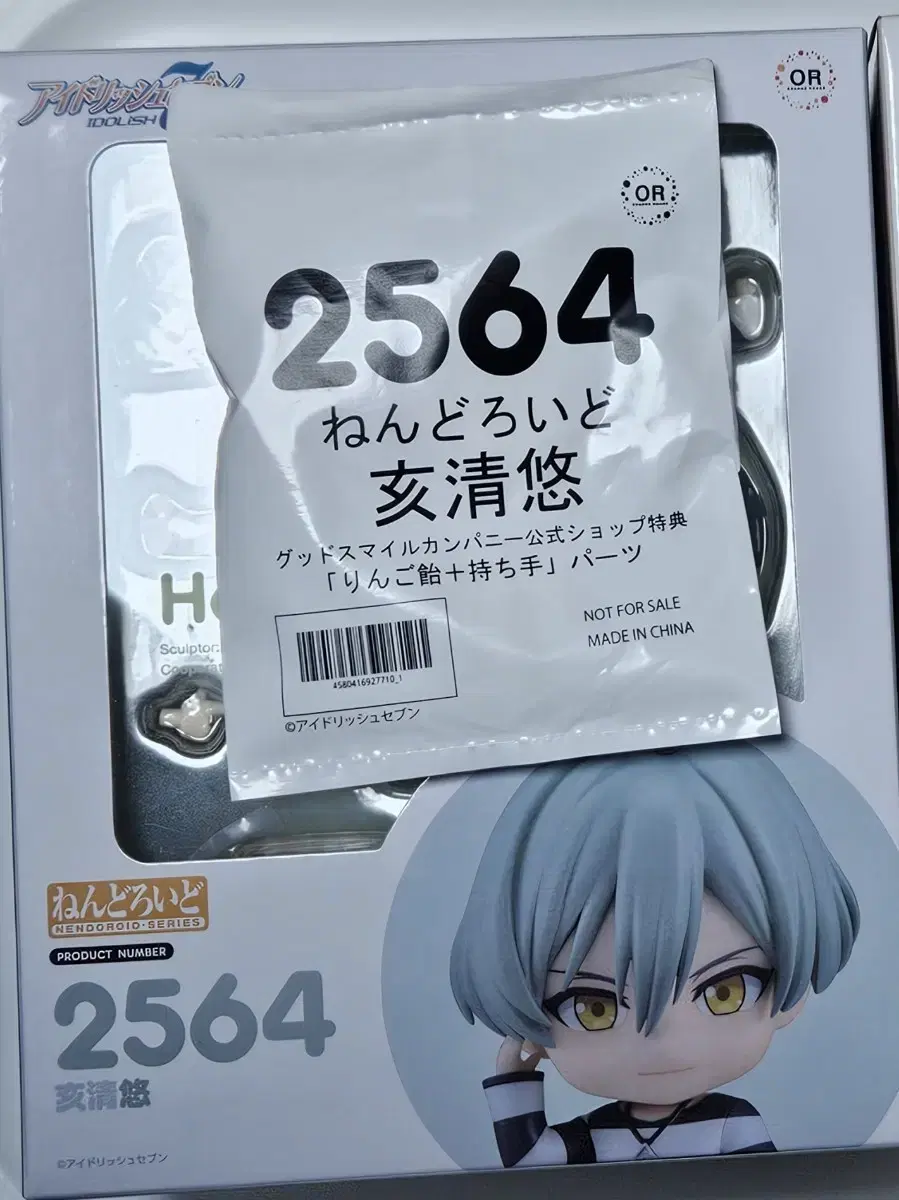 アイドリッシュセブン
IDOLiSH 7
OR
OR
ORANGE ROUGE
2564
ねんどろいど
亥清悠
グッドスマイルカンパニー公式ショップ特典
「りんご飴＋持ち手」パーツ
NOT FOR SALE
MADE IN CHINA
4580416927710_1
©アイドリッシュセブン
Sculptor:
ねんどろいど
NENDOROID·SERIES
PRODUCT NUMBER
2564
亥清悠
©アイドリッシュセブン